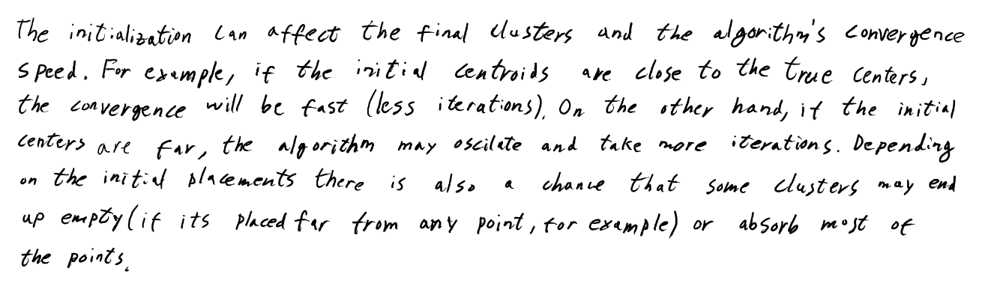 The initialization can affect the final clusters and the algorithm's convergence
speed. For example, if the initial centroids are close to the true centers,
the convergence will be fast (less iterations). On the other hand, if the initial
centers are far, the algorithm may oscilate and take more iterations. Depending
on the initial placements there is also a chance that some clusters may end
up empty (if its placed far from any point, for example) or absorb most of
the points.